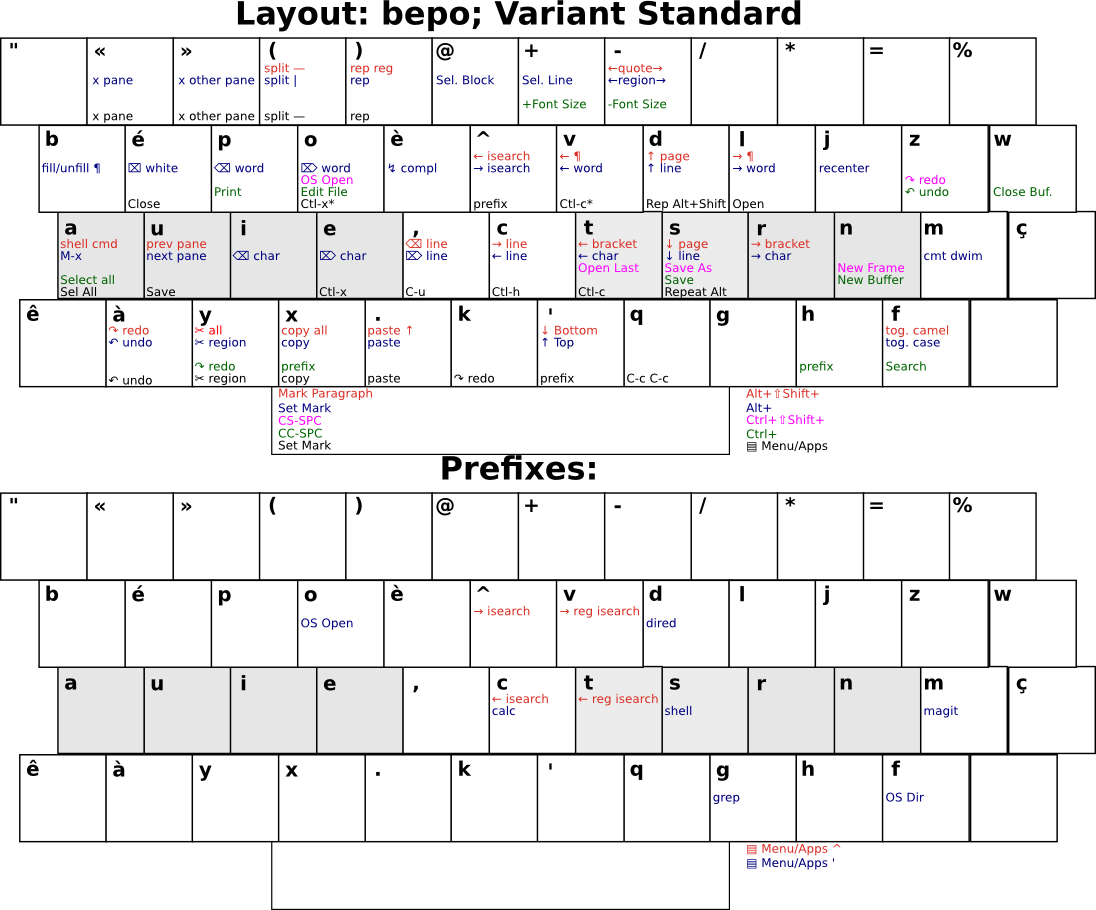 Layout: bepo; Variant Standard
" « » ( ) @ + - / * = %
split — rep reg ←quote→
x pane x other pane split | rep Sel. Block Sel. Line ←region→
+Font Size -Font Size
x pane x other pane split — rep
b é p o è ^ v d l j z w
← isearch ← ¶ ↑ page → ¶
fill/unfill ¶ ⌧ white ⌫ word ⌦ word ↯ compl → isearch ← word ↑ line → word recenter
OS Open ↷ redo
Print Edit File ↶ undo Close Buf.
Close Ctl-x* prefix Ctl-c* Rep Alt+Shift Open
a u i e , c t s r n m ç
shell cmd prev pane ⌫ line → line ← bracket ↓ page → bracket
M-x next pane ⌫ char ⌦ char ⌦ line ← line ← char ↓ line → char cmt dwim
Open Last Save As New Frame
Select all Save New Buffer
Sel All Save Ctl-x C-u Ctl-h Ctl-c Repeat Alt
ê à y x . k ' q g h f
↷ redo ✂ all copy all paste ↑ ↓ Bottom tog. camel
↶ undo ✂ region copy paste ↑ Top tog. case
↷ redo prefix prefix Search
↶ undo ✂ region copy paste ↷ redo prefix C-c C-c
Mark Paragraph Alt+⇧Shift+
Set Mark Alt+
CS-SPC Ctrl+⇧Shift+
CC-SPC Ctrl+
Set Mark ▤ Menu/Apps
Prefixes:
" « » ( ) @ + - / * = %
b é p o è ^ v d l j z w
→ isearch → reg isearch
OS Open dired
a u i e , c t s r n m ç
← isearch ← reg isearch
calc shell magit
ê à y x . k ' q g h f
grep OS Dir
▤ Menu/Apps ^
▤ Menu/Apps '